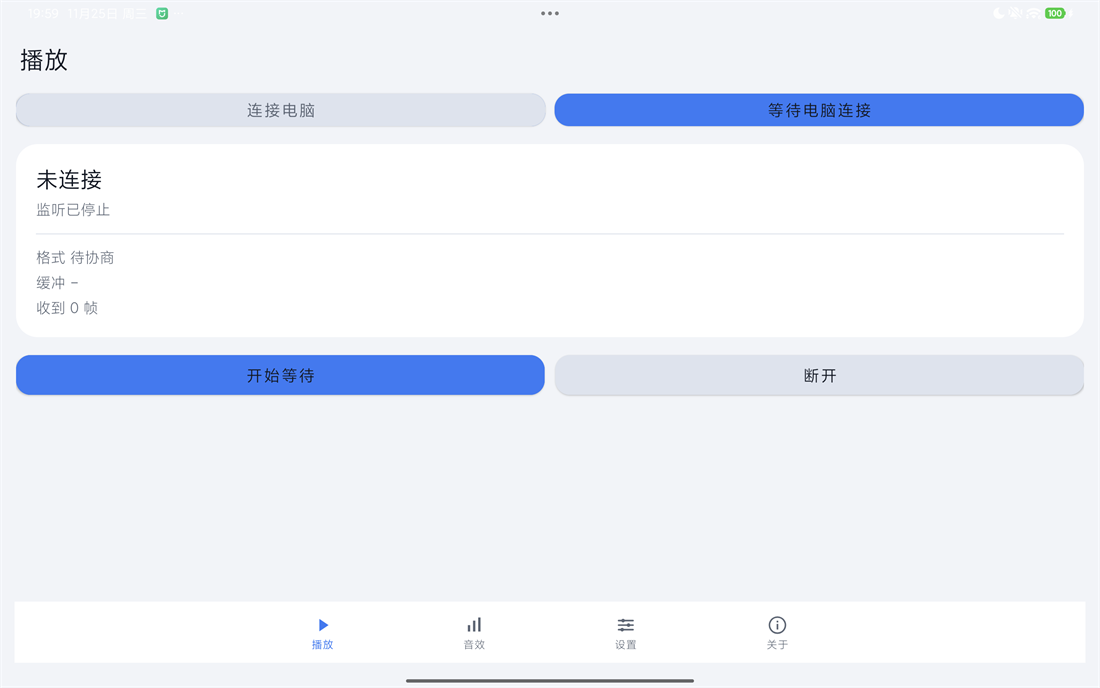 19:59 11月25日 周三
100
播放
连接电脑
等待电脑连接
未连接
监听已停止
格式 待协商
缓冲 -
收到 0 帧
开始等待
断开
播放
音效
设置
关于